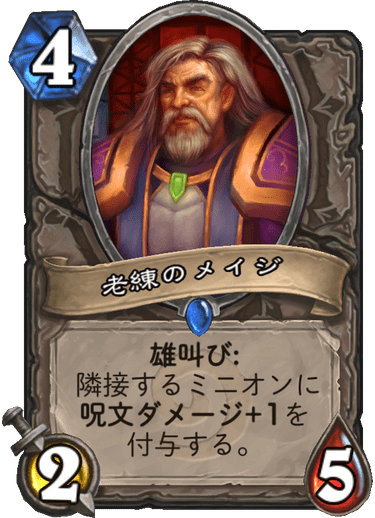 4
老練のメイジ
雄叫び:
隣接するミニオンに
呪文ダメージ+1を
付与する。
2
5